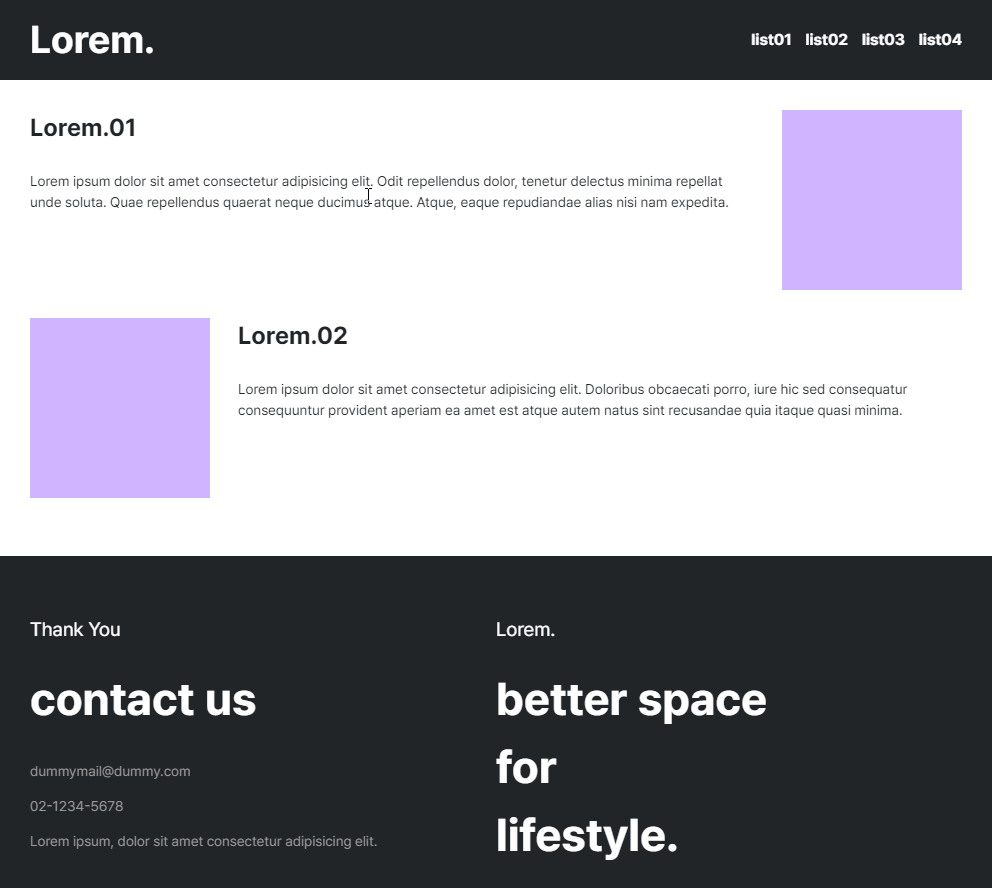 Lorem.
list01 list02 list03 list04
Lorem.01
Lorem ipsum dolor sit amet consectetur adipisicing elit. Odit repellendus dolor, tenetur delectus minima repellat
unde soluta. Quae repellendus quaerat neque ducimus atque. Atque, eaque repudiandae alias nisi nam expedita.
Lorem.02
Lorem ipsum dolor sit amet consectetur adipisicing elit. Doloribus obcaecati porro, iure hic sed consequatur
consequuntur provident aperiam ea amet est atque autem natus sint recusandae quia itaque quasi minima.
Thank You
contact us
dummymail@dummy.com
02-1234-5678
Lorem ipsum, dolor sit amet consectetur adipisicing elit.
Lorem.
better space
for
lifestyle.